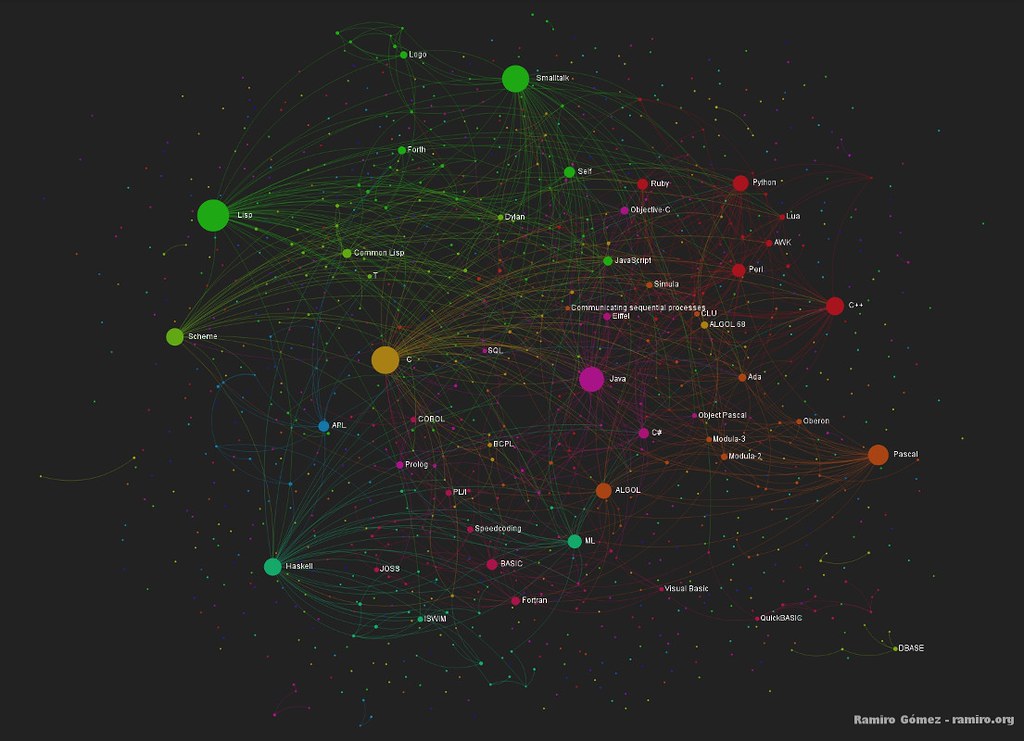 Logo
Smalltalk
Forth
Self
Ruby
Python
Lisp
Objective-C
Dylan
Lua
AWK
Common Lisp
JavaScript
T
Perl
Simula
Communicating sequential processes
C++
CLU
Eiffel
ALGOL 68
Scheme
SQL
C
Java
Ada
Object Pascal
COBOL
Oberon
APL
C#
Modula-3
BCPL
Pascal
Modula-2
Prolog
ALGOL
PL/I
Speedcoding
ML
BASIC
Haskell
JOSS
Visual Basic
Fortran
ISWIM
QuickBASIC
DBASE
Ramiro Gómez - ramiro.org